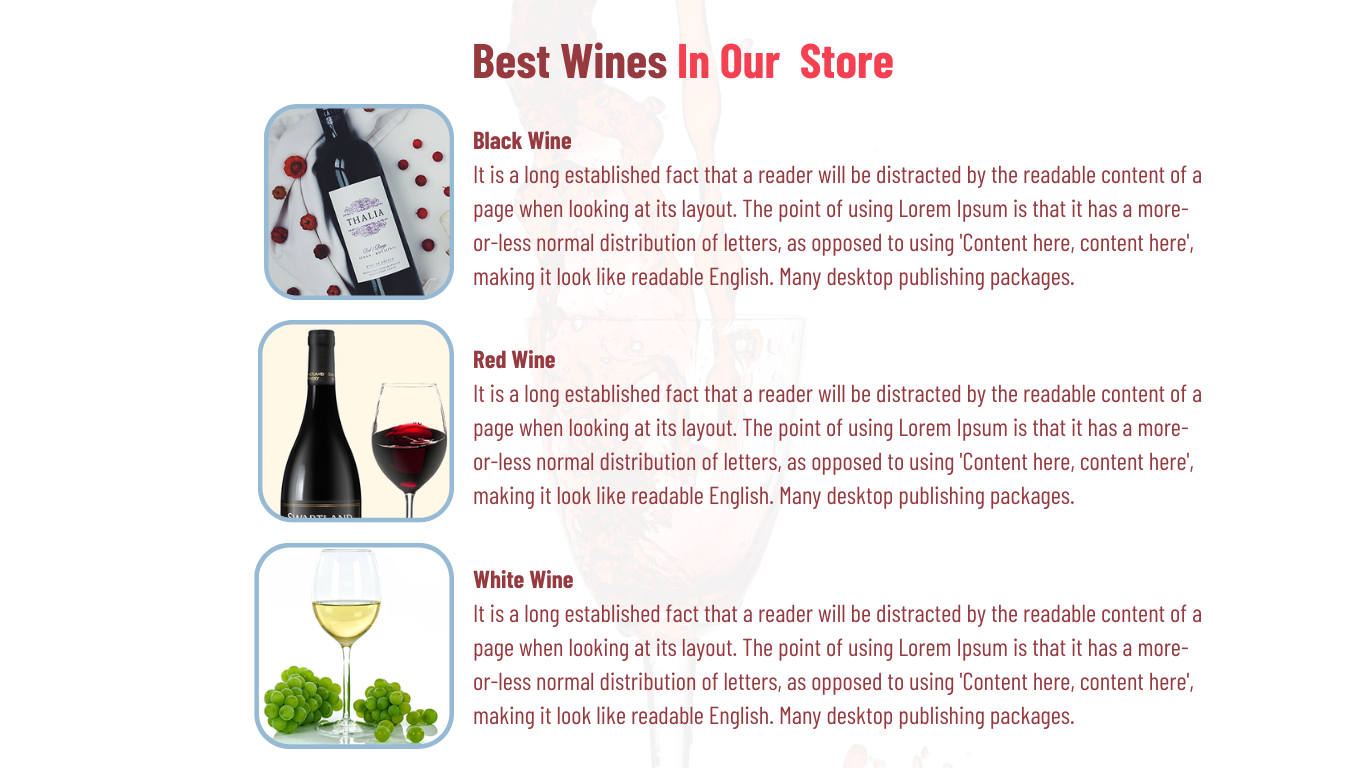 Best Wines In Our Store
THALIA
Black Wine
It is a long established fact that a reader will be distracted by the readable content of a
page when looking at its layout. The point of using Lorem Ipsum is that it has a more-
or-less normal distribution of letters, as opposed to using 'Content here, content here',
making it look like readable English. Many desktop publishing packages.
Red Wine
It is a long established fact that a reader will be distracted by the readable content of a
page when looking at its layout. The point of using Lorem Ipsum is that it has a more-
or-less normal distribution of letters, as opposed to using 'Content here, content here',
making it look like readable English. Many desktop publishing packages.
SWARTLAND
White Wine
It is a long established fact that a reader will be distracted by the readable content of a
page when looking at its layout. The point of using Lorem Ipsum is that it has a more-
or-less normal distribution of letters, as opposed to using 'Content here, content here',
making it look like readable English. Many desktop publishing packages.